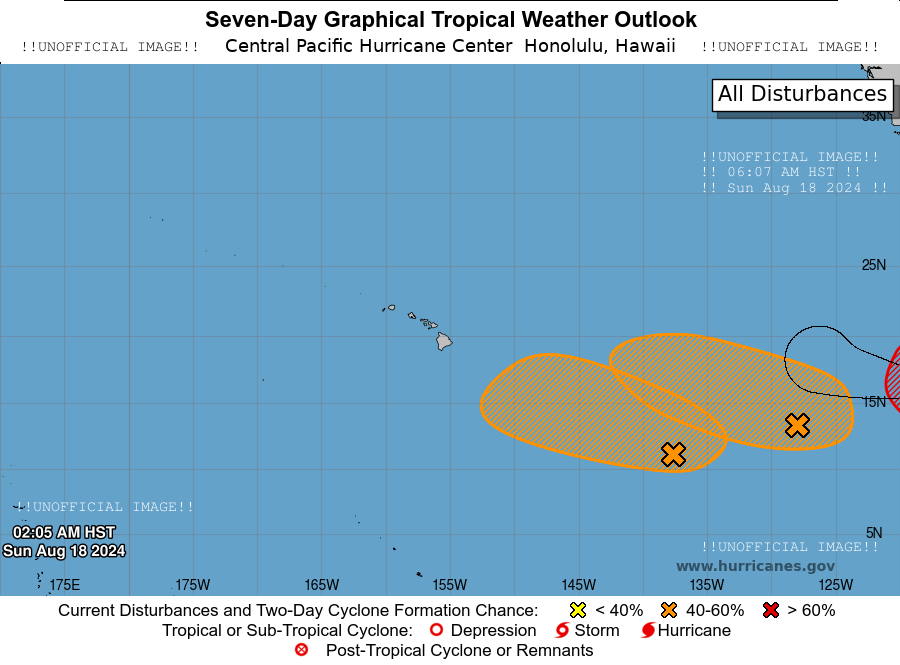 Seven-Day Graphical Tropical Weather Outlook
!!UNOFFICIAL IMAGE!! Central Pacific Hurricane Center Honolulu, Hawaii !!UNOFFICIAL IMAGE!!
All Disturbances
35N
!!UNOFFICIAL IMAGE!!
!! 06:07 AM HST !!
!! Sun Aug 18 2024 !!
25N
15N
!!UNOFFICIAL IMAGE!!
02:05 AM HST
Sun Aug 18 2024
5N
!!UNOFFICIAL IMAGE!!
www.hurricanes.gov
175E 175W 165W 155W 145W 135W 125W
Current Disturbances and Two-Day Cyclone Formation Chance: < 40% 40-60% > 60%
Tropical or Sub-Tropical Cyclone: Depression Storm Hurricane
Post-Tropical Cyclone or Remnants